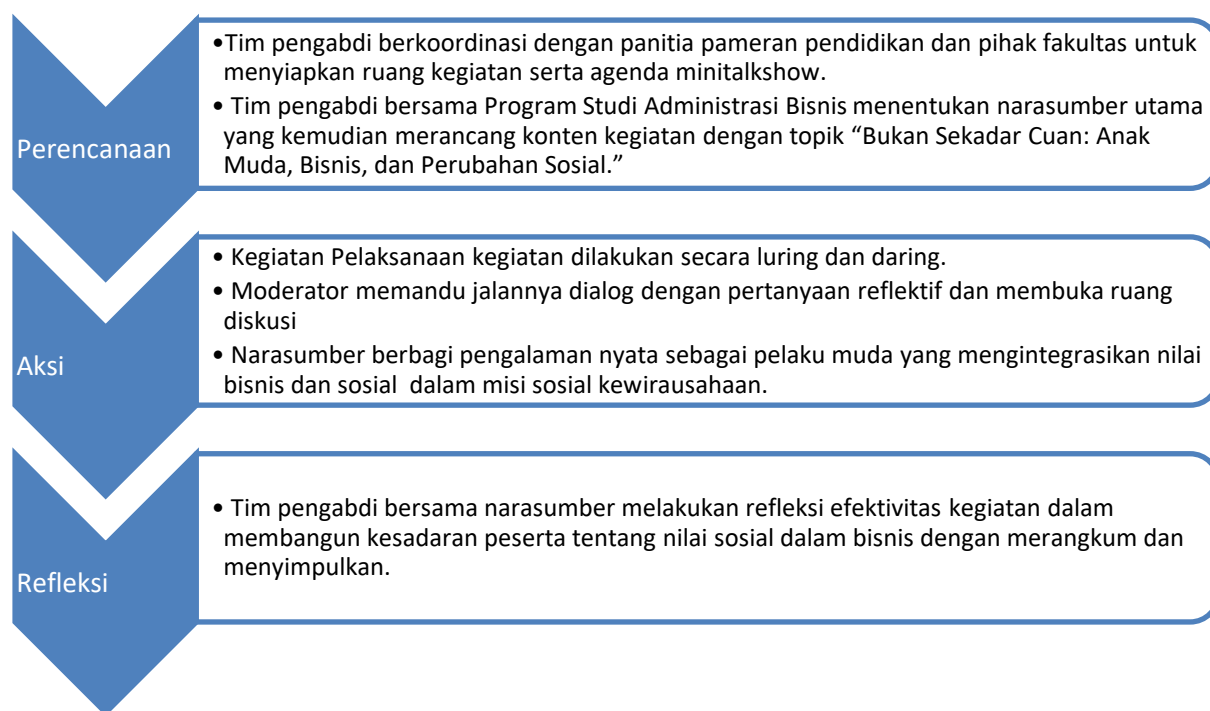 Perencanaan
•Tim pengabdi berkoordinasi dengan panitia pameran pendidikan dan pihak fakultas untuk
menyiapkan ruang kegiatan serta agenda minitalkshow.
• Tim pengabdi bersama Program Studi Administrasi Bisnis menentukan narasumber utama
yang kemudian merancang konten kegiatan dengan topik “Bukan Sekadar Cuan: Anak
Muda, Bisnis, dan Perubahan Sosial.”
Aksi
• Kegiatan Pelaksanaan kegiatan dilakukan secara luring dan daring.
• Moderator memandu jalannya dialog dengan pertanyaan reflektif dan membuka ruang
diskusi
• Narasumber berbagi pengalaman nyata sebagai pelaku muda yang mengintegrasikan nilai
bisnis dan sosial dalam misi sosial kewirausahaan.
Refleksi
• Tim pengabdi bersama narasumber melakukan refleksi efektivitas kegiatan dalam
membangun kesadaran peserta tentang nilai sosial dalam bisnis dengan merangkum dan
menyimpulkan.